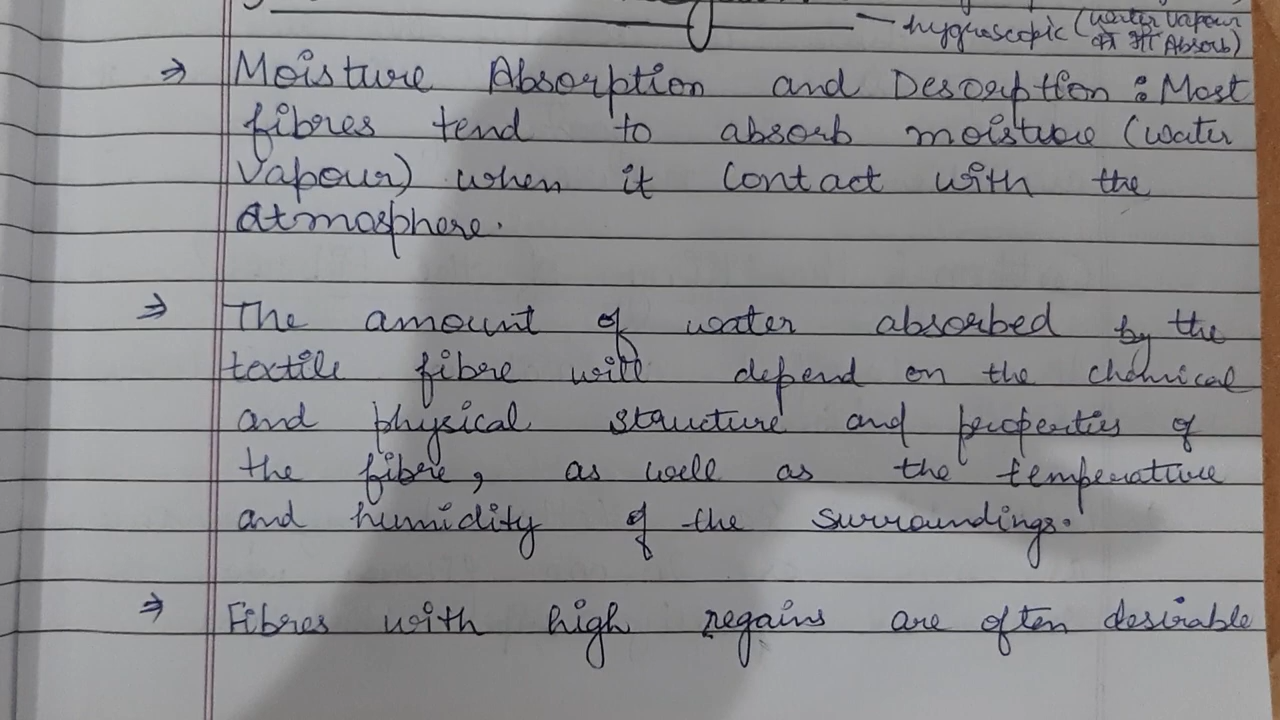 hygroscopic (water vapour
को Absorb)
⇒ Moisture Absorption and Desorption : Most
fibres tend to absorb moisture (water
vapour) when it contact with the
atmosphere.
⇒ The amount of water absorbed by the
textile fibre will depend on the chemical
and physical structure and properties of
the fibre, as well as the temperature
and humidity of the surroundings.
⇒ Fibres with high regains are often desirable